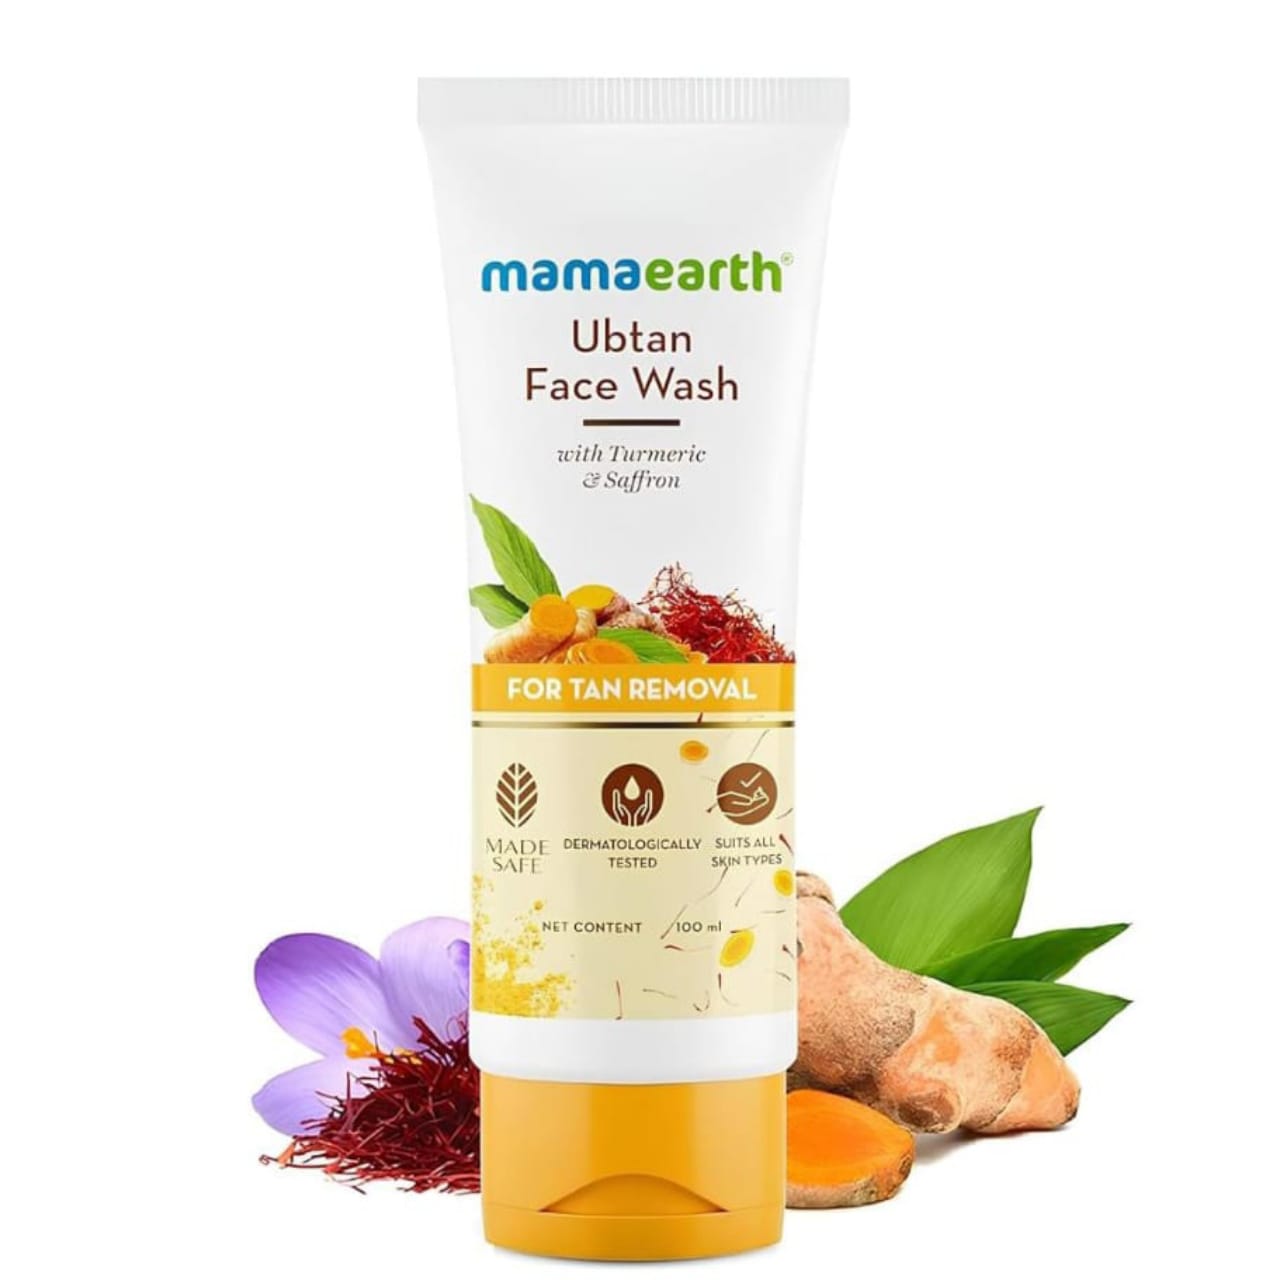 mamaearth®
Ubtan
Face Wash
with Turmeric
& Saffron
FOR TAN REMOVAL
MADE
SAFE
DERMATOLOGICALLY
TESTED
SUITS ALL
SKIN TYPES
NET CONTENT 100 ml